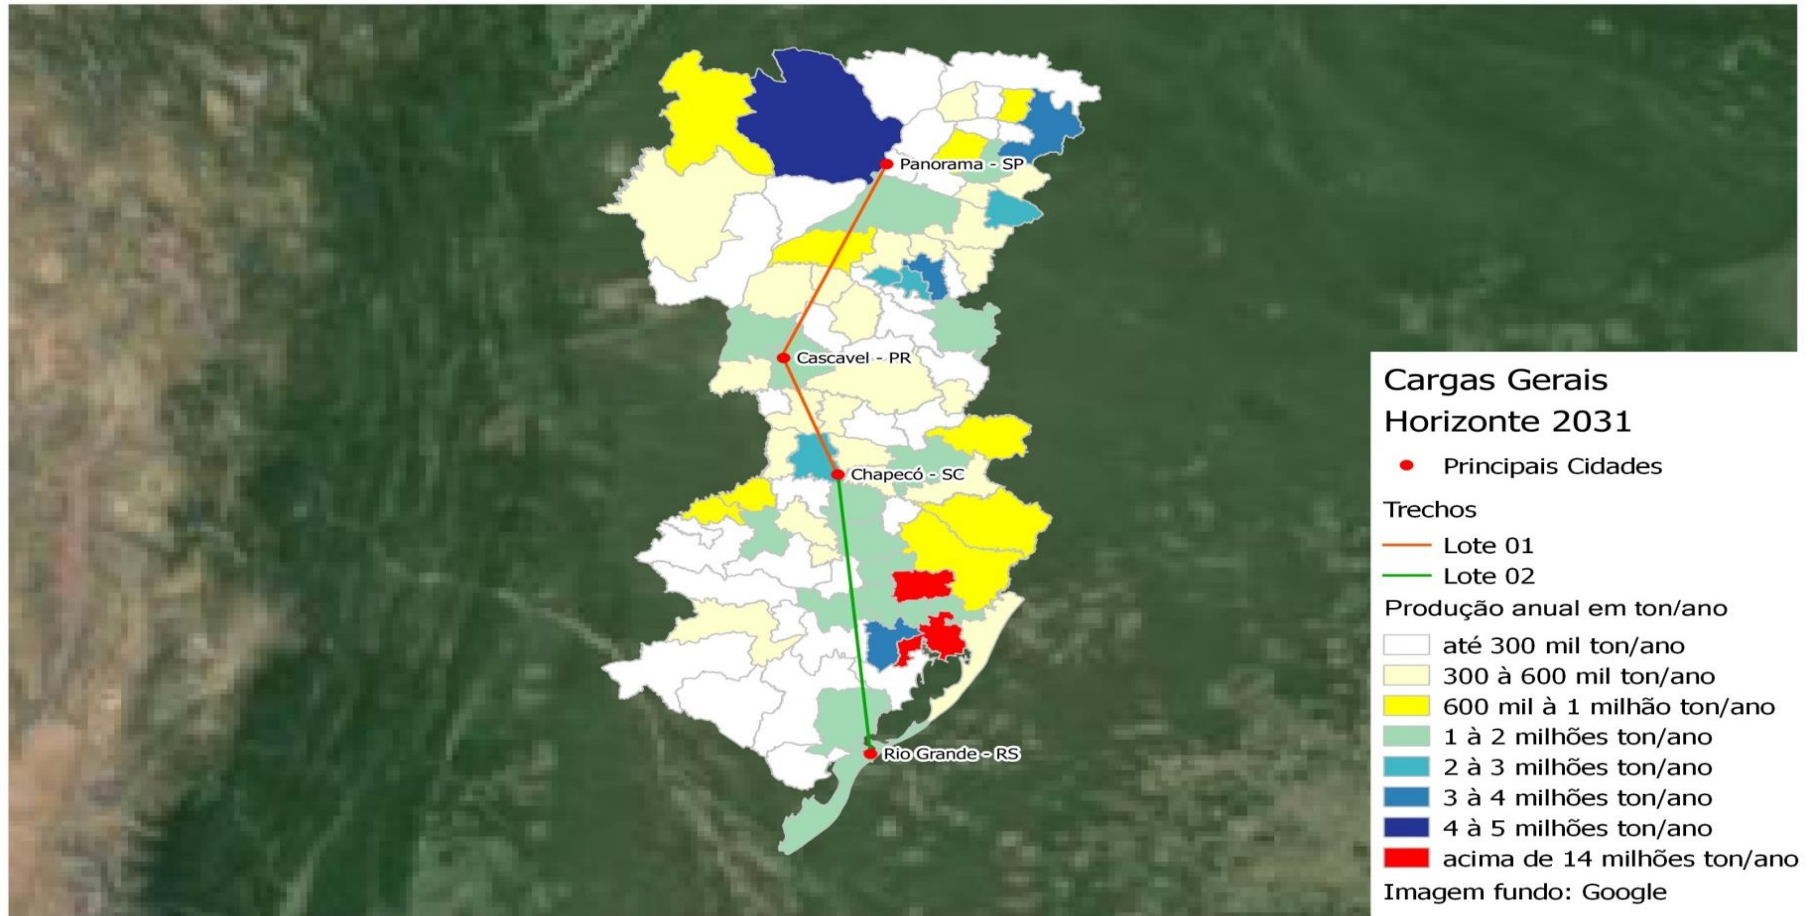 Panorama - SP
Cascavel - PR
Chapecó - SC
Rio Grande - RS
Cargas Gerais
Horizonte 2031
Principais Cidades
Trechos
Lote 01
Lote 02
Produção anual em ton/ano
até 300 mil ton/ano
300 à 600 mil ton/ano
600 mil à 1 milhão ton/ano
1 à 2 milhões ton/ano
2 à 3 milhões ton/ano
3 à 4 milhões ton/ano
4 à 5 milhões ton/ano
acima de 14 milhões ton/ano
Imagem fundo: Google